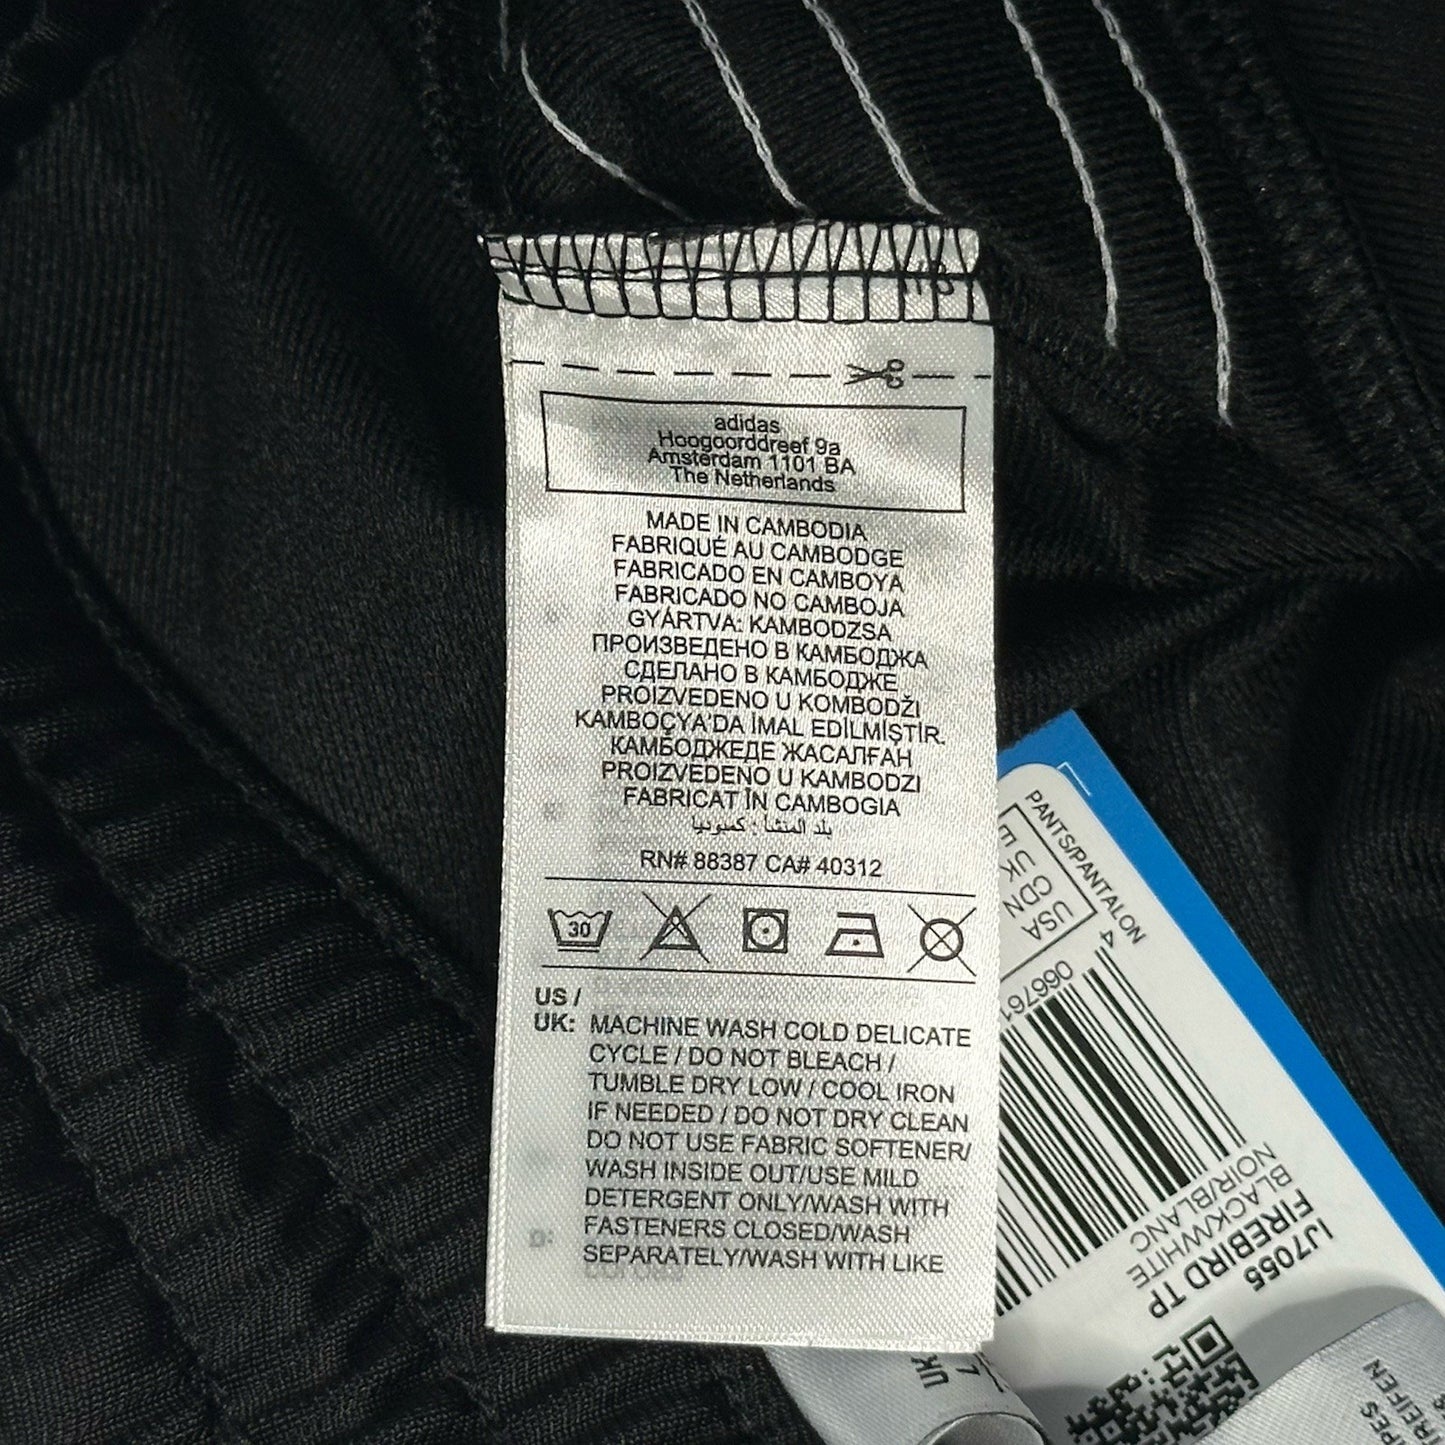 adidas
Hoogoorddreef 9a
Amsterdam 1101 BA
The Netherlands
MADE IN CAMBODIA
FABRIQUÉ AU CAMBODGE
FABRICADO EN CAMBOYA
FABRICADO NO CAMBOJA
GYÁRTVA: KAMBODZSA
ПРОИЗВЕДЕНО В КАМБОДЖА
СДЕЛАНО В КАМБОДЖЕ
PROIZVEDENO U KOMBODŽI
KAMBOÇYA'DA İMAL EDİLMİŞTİR.
КАМБОДЖЕДЕ ЖАСАЛҒАН
PROIZVEDENO U KAMBODZI
FABRICAT ÎN CAMBOGIA
بلد المنشأ : كمبوديا
RN# 88387 CA# 40312
30
US /
UK: MACHINE WASH COLD DELICATE
CYCLE / DO NOT BLEACH /
TUMBLE DRY LOW / COOL IRON
IF NEEDED / DO NOT DRY CLEAN
DO NOT USE FABRIC SOFTENER/
WASH INSIDE OUT/USE MILD
DETERGENT ONLY/WASH WITH
FASTENERS CLOSED/WASH
SEPARATELY/WASH WITH LIKE
PANTS/PANTALON
USA
CDN
UK
066761
IJ7055
FIREBIRD TP
BLACK/WHITE
NOIR/BLANC
UK